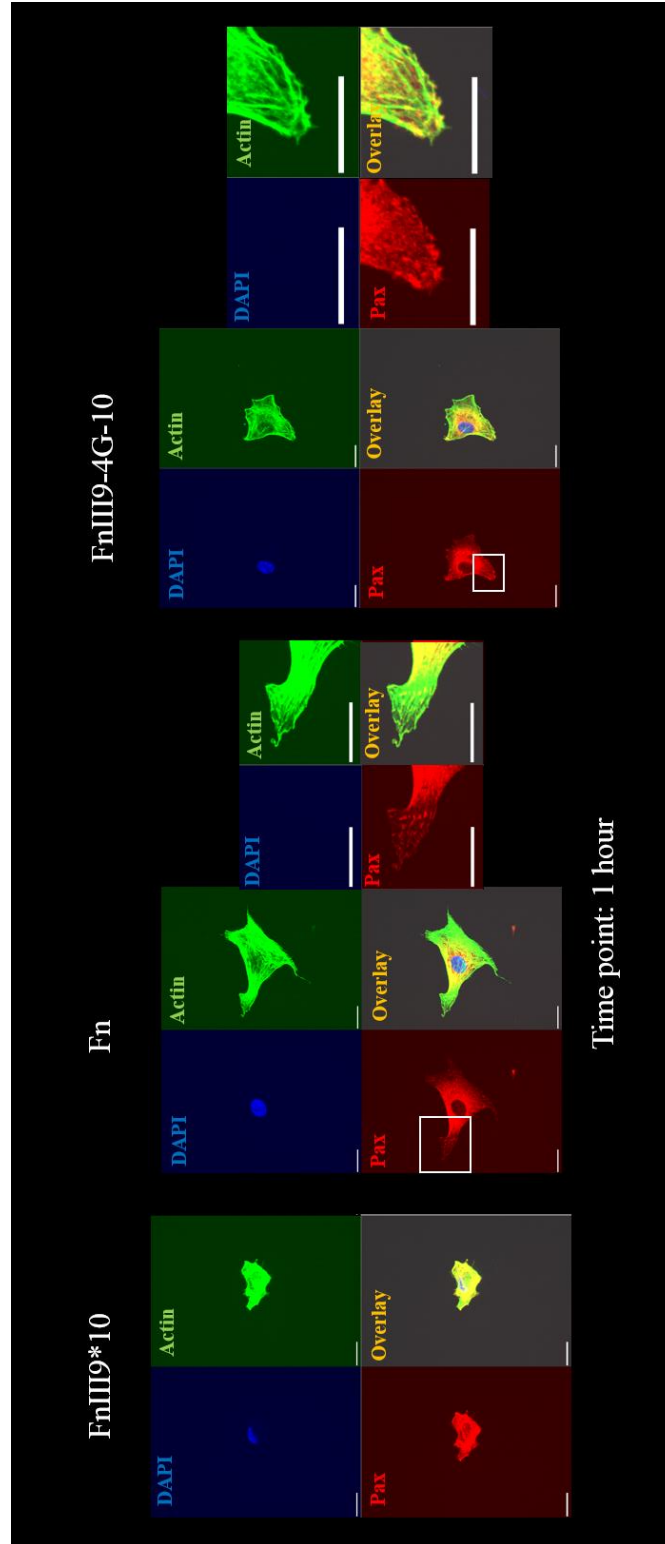 FnIII9*10
DAPI
Actin
Pax
Overlay
Fn
DAPI
Actin
Pax
Overlay
DAPI
Actin
Pax
Overlay
FnIII9-4G-10
DAPI
Actin
Pax
Overlay
DAPI
Actin
Pax
Overlay
Time point: 1 hour